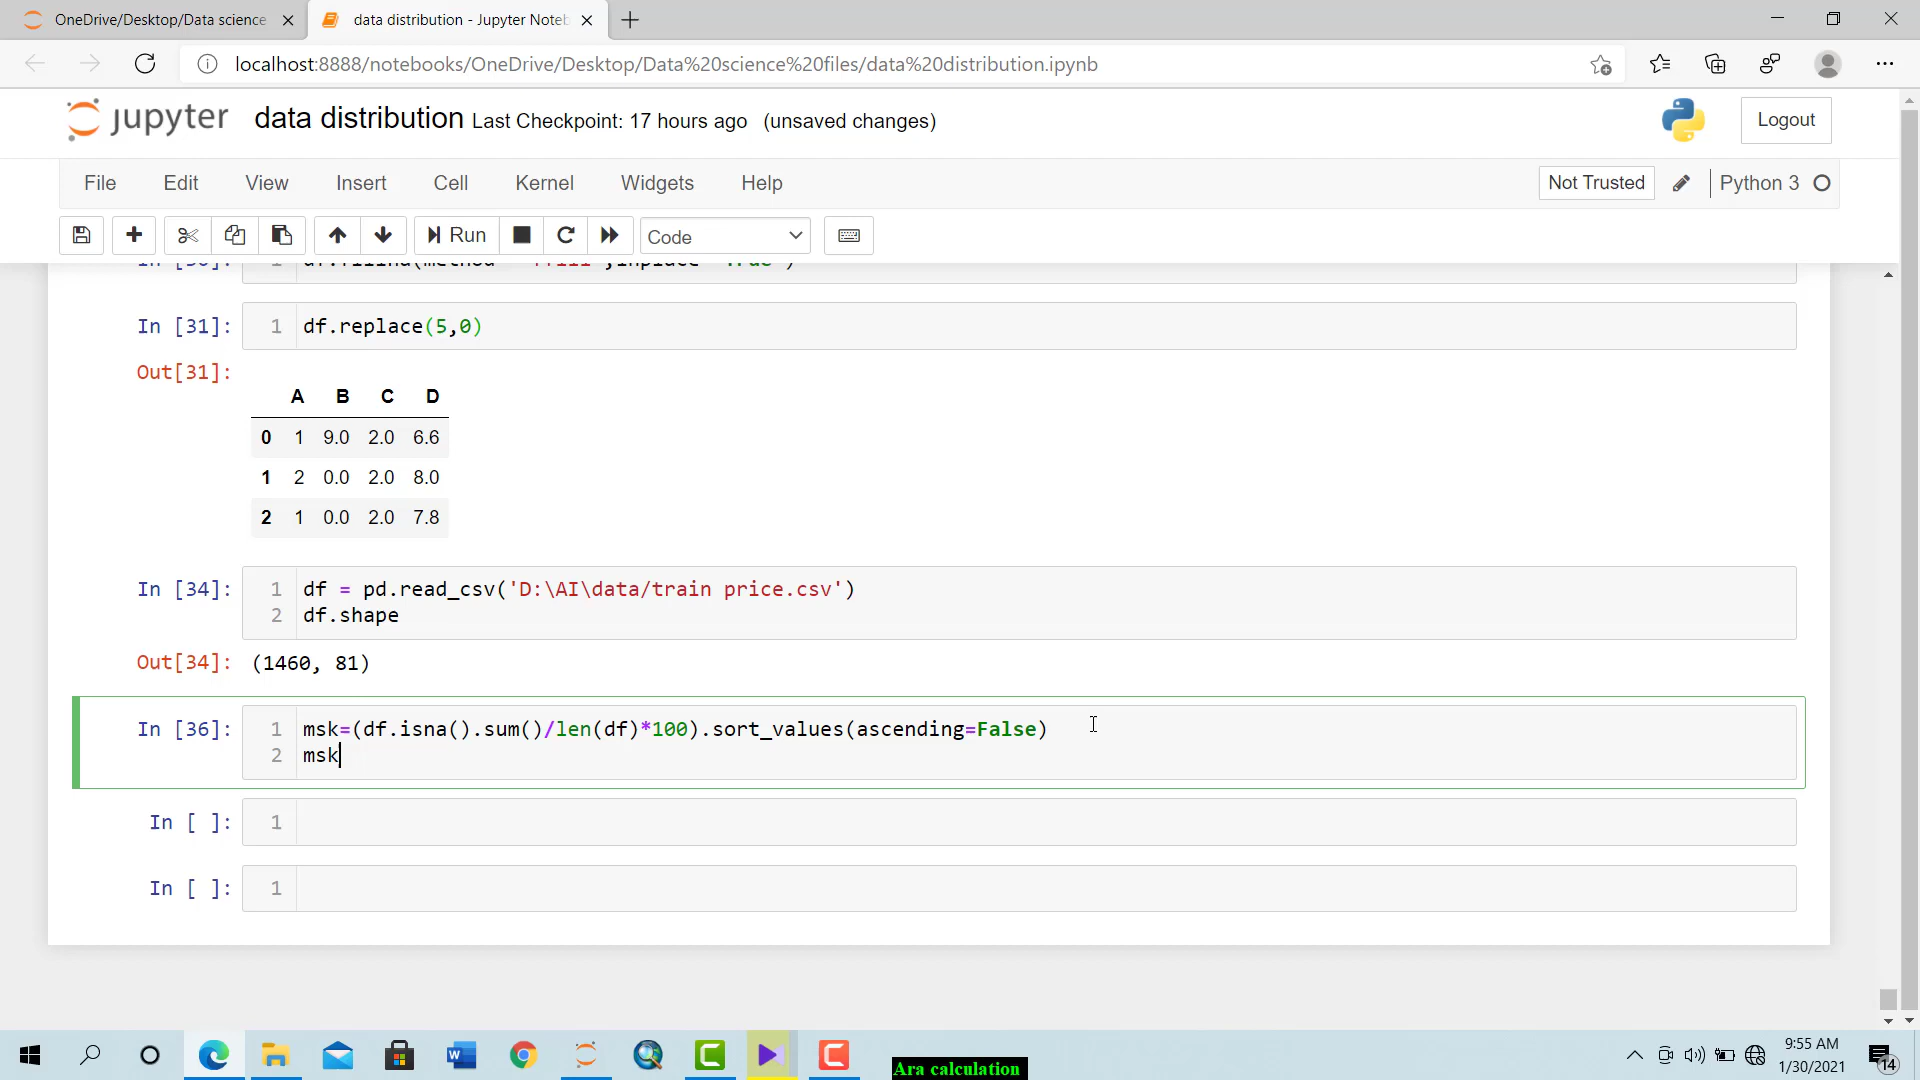 OneDrive/Desktop/Data science
data distribution - Jupyter Noteb
localhost:8888/notebooks/OneDrive/Desktop/Data%20science%20files/data%20distribution.ipynb
jupyter data distribution Last Checkpoint: 17 hours ago (unsaved changes)
Logout
File Edit View Insert Cell Kernel Widgets Help
Not Trusted
Python 3
Run
Code
In [31]: 1 df.replace(5,0)
Out[31]:
A B C D
0 1 9.0 2.0 6.6
1 2 0.0 2.0 8.0
2 1 0.0 2.0 7.8
In [34]: 1 df = pd.read_csv('D:\AI\data/train price.csv')
2 df.shape
Out[34]: (1460, 81)
In [36]: 1 msk=(df.isna().sum()/len(df)*100).sort_values(ascending=False)
2 msk
In [ ]: 1
In [ ]: 1
Ara calculation
9:55 AM
1/30/2021
14